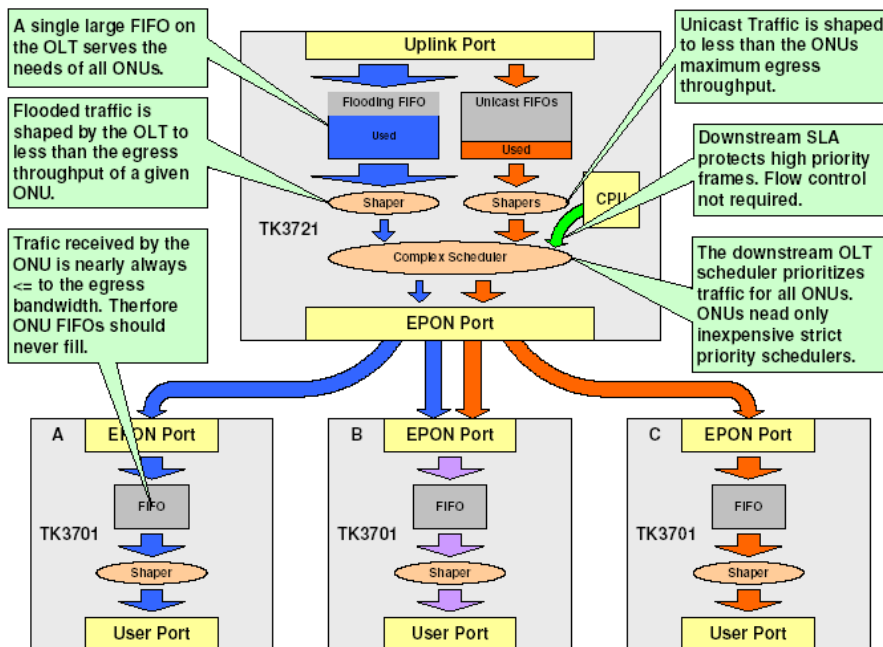 A single large FIFO on
the OLT serves the
needs of all ONUs.
Flooded traffic is
shaped by the OLT to
less than the egress
throughput of a given
ONU.
Trafic received by the
ONU is nearly always
<= to the egress
bandwidth. Therfore
ONU FIFOs should
never fill.
Uplink Port
Flooding FIFO
Used
Unicast FIFOs
Used
Shaper
Shapers
CPU
TK3721
Complex Scheduler
EPON Port
Unicast Traffic is shaped
to less than the ONUs
maximum egress
throughput.
Downstream SLA
protects high priority
frames. Flow control
not required.
The downstream OLT
scheduler prioritizes
traffic for all ONUs.
ONUs nead only
inexpensive strict
priority schedulers.
A
EPON Port
FIFO
TK3701
Shaper
User Port
B
EPON Port
FIFO
TK3701
Shaper
User Port
C
EPON Port
FIFO
TK3701
Shaper
User Port